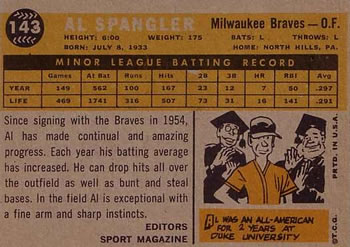 143
AL SPANGLER
Milwaukee Braves — O.F.
HEIGHT: 6:00 WEIGHT: 175 BATS: L THROWS: L
BORN: JULY 8, 1933 HOME: NORTH HILLS, PA.
MINOR LEAGUE BATTING RECORD
Games At Bat Runs Hits 2B 3B HR RBI Avg.
YEAR 149 562 100 167 23 12 7 50 .297
LIFE 469 1741 316 507 73 31 16 141 .291
Since signing with the Braves in 1954,
Al has made continual and amazing
progress. Each year his batting average
has increased. He can drop hits all over
the outfield as well as bunt and steal
bases. In the field Al is exceptional with
a fine arm and sharp instincts.
EDITORS
SPORT MAGAZINE
AL WAS AN ALL-AMERICAN
FOR 2 YEARS AT
DUKE UNIVERSITY
©T.C.G. PRTD. IN U.S.A.